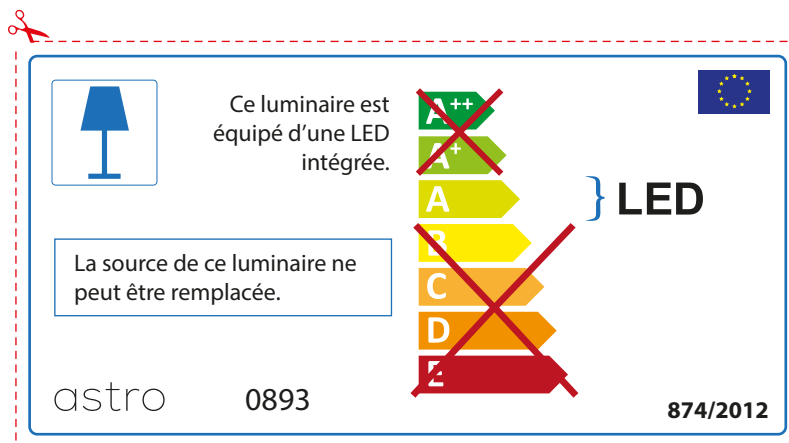 Ce luminaire est
équipé d’une LED
intégrée.
La source de ce luminaire ne
peut être remplacée.
A++
A+
A
B
C
D
E
LED
astro
0893
874/2012